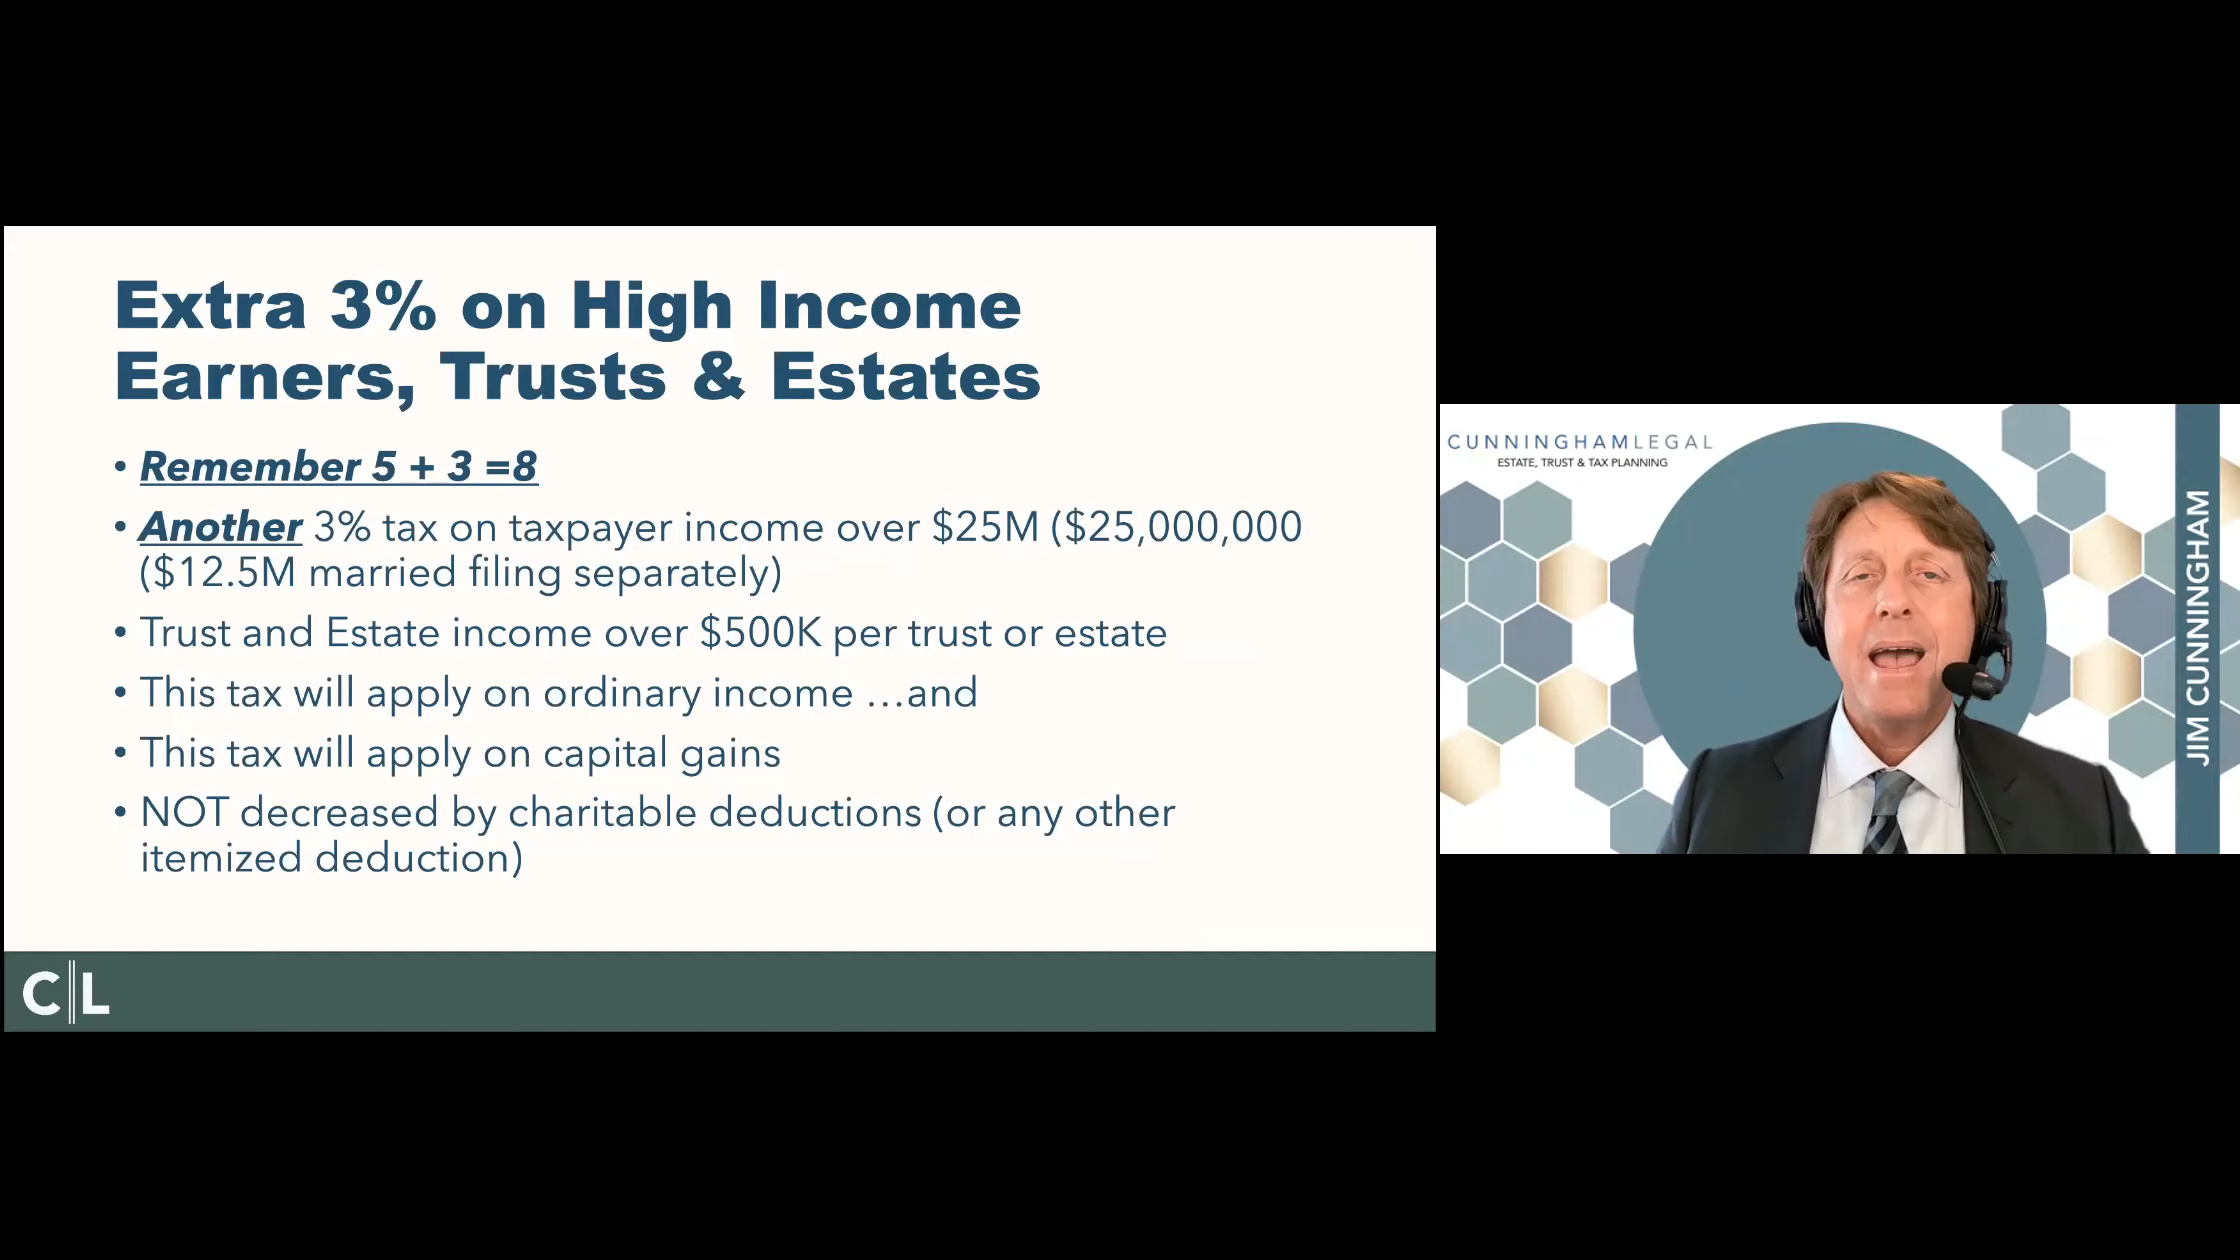 Extra 3% on High Income
Earners, Trusts & Estates
• Remember 5 + 3 =8
• Another 3% tax on taxpayer income over $25M ($25,000,000
($12.5M married filing separately)
• Trust and Estate income over $500K per trust or estate
• This tax will apply on ordinary income …and
• This tax will apply on capital gains
• NOT decreased by charitable deductions (or any other
itemized deduction)
C||L
CUNNINGHAMLEGAL
ESTATE, TRUST & TAX PLANNING
JIM CUNNINGHAM